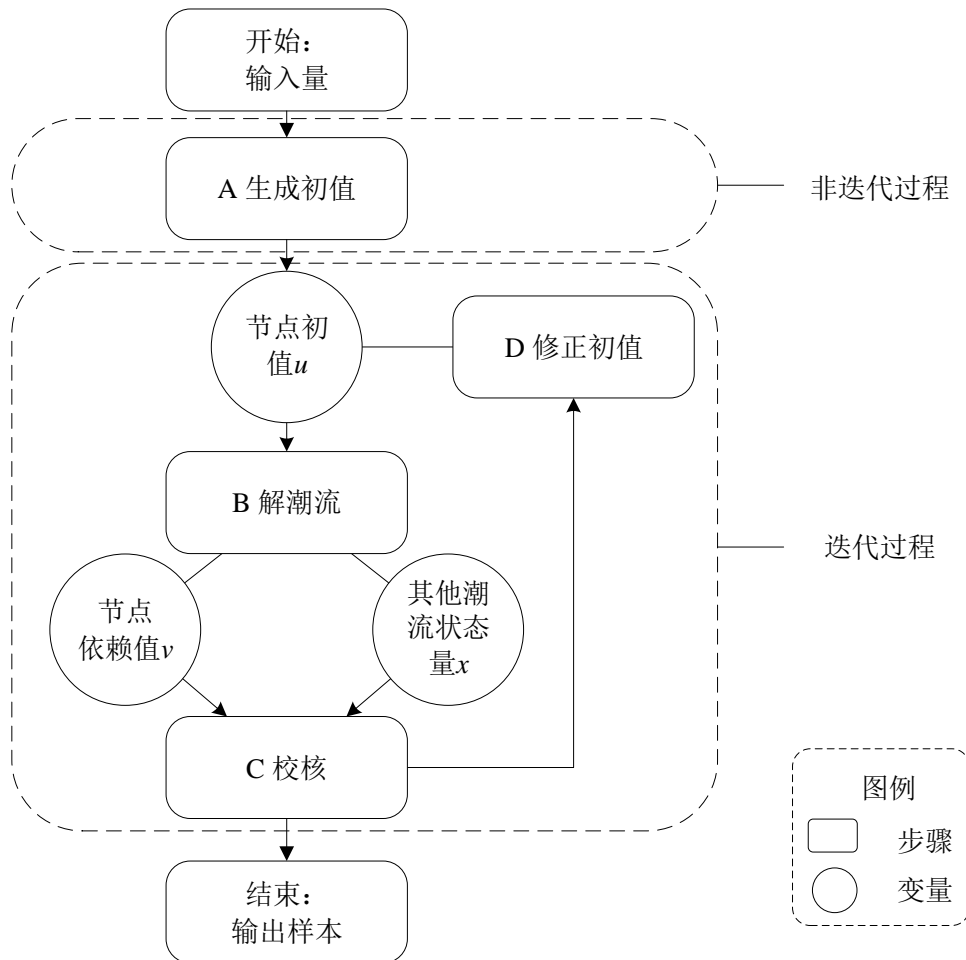 开始：
输入量
A 生成初值
非迭代过程
节点初
值u
D 修正初值
B 解潮流
迭代过程
节点
依赖值v
其他潮
流状态
量x
C 校核
图例
步骤
变量
结束：
输出样本